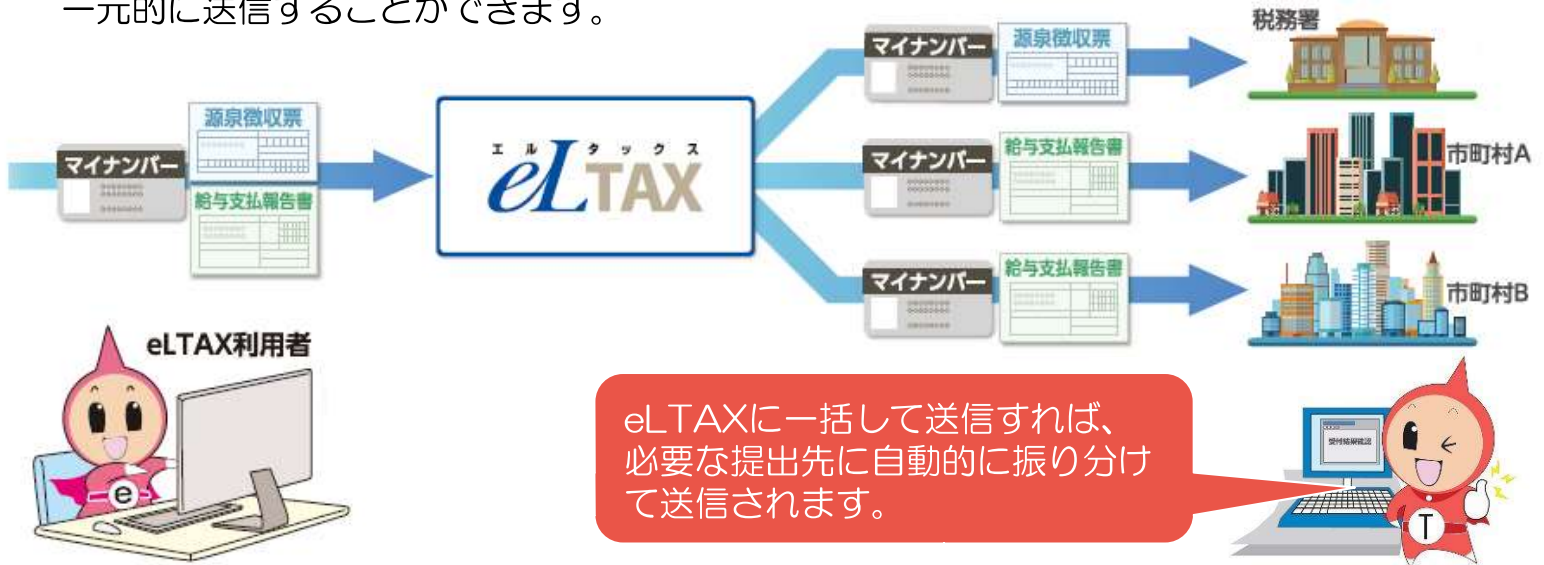 一元的に送信することができます。
源泉徴収票
マイナンバー
給与支払報告書
エルタックス
eLTAX
マイナンバー
源泉徴収票
税務署
マイナンバー
給与支払報告書
市町村A
マイナンバー
給与支払報告書
市町村B
eLTAX利用者
e
eLTAXに一括して送信すれば、
必要な提出先に自動的に振り分け
て送信されます。
受付結果確認
T